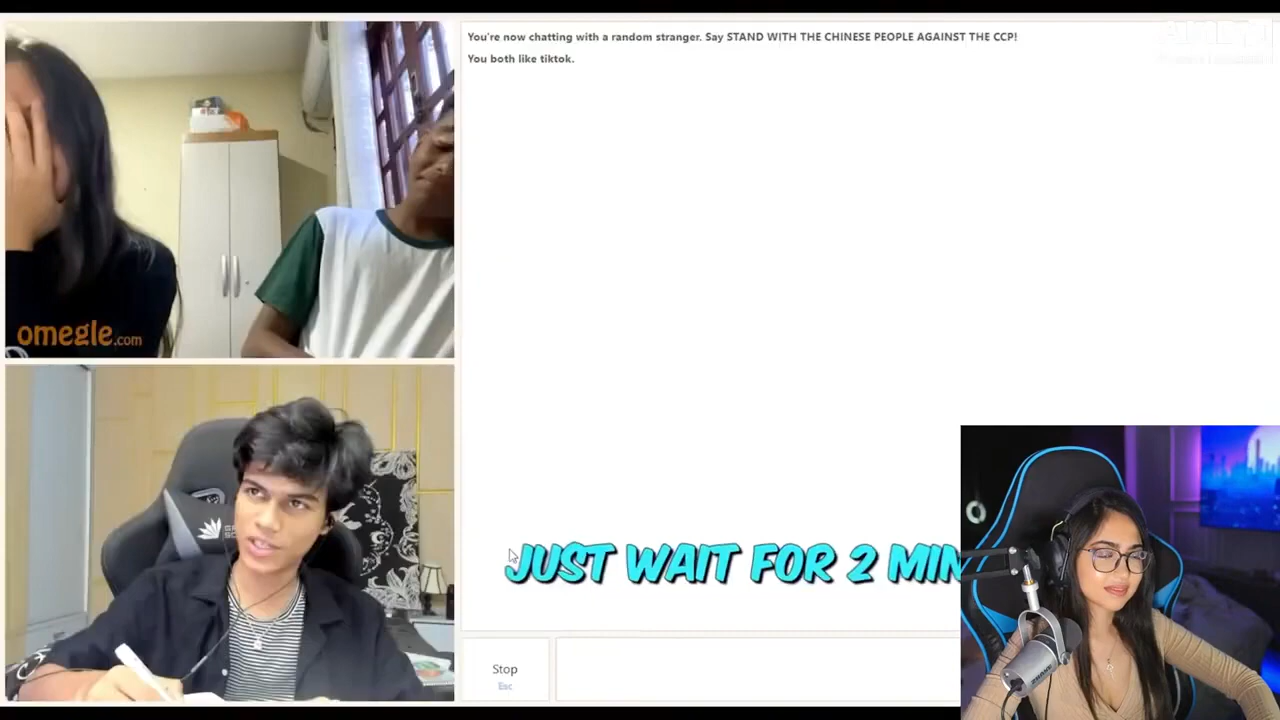 You're now chatting with a random stranger. Say STAND WITH THE CHINESE PEOPLE AGAINST THE CCP!
You both like tiktok.
omegle.com
JUST WAIT FOR 2 MIN
Stop
Esc